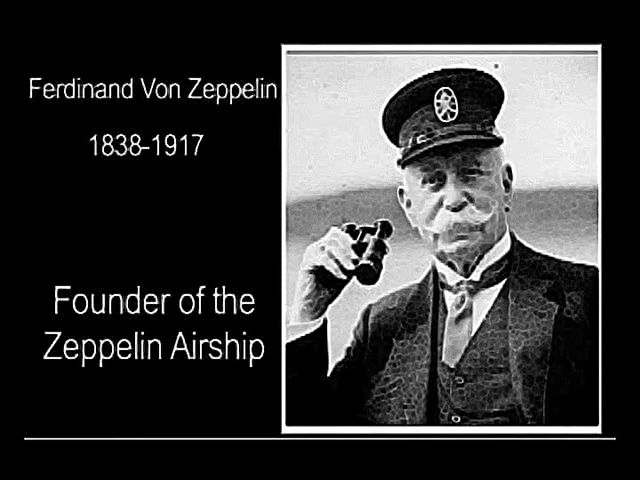 Ferdinand Von Zeppelin
1838-1917
Founder of the
Zeppelin Airship